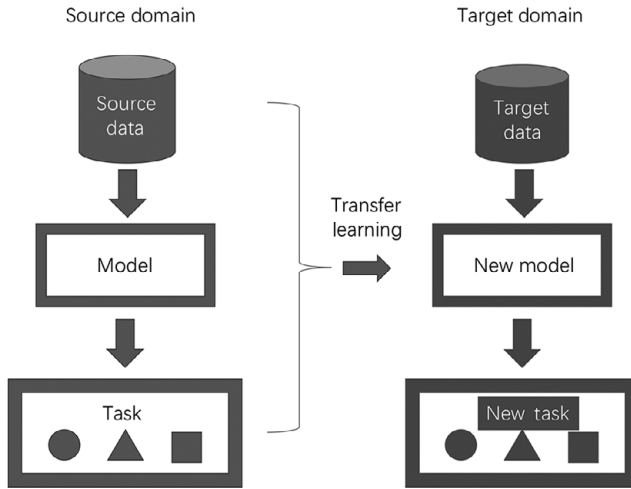 Source domain
Target domain
Source
data
Target
data
Transfer
learning
Model
New model
Task
New task